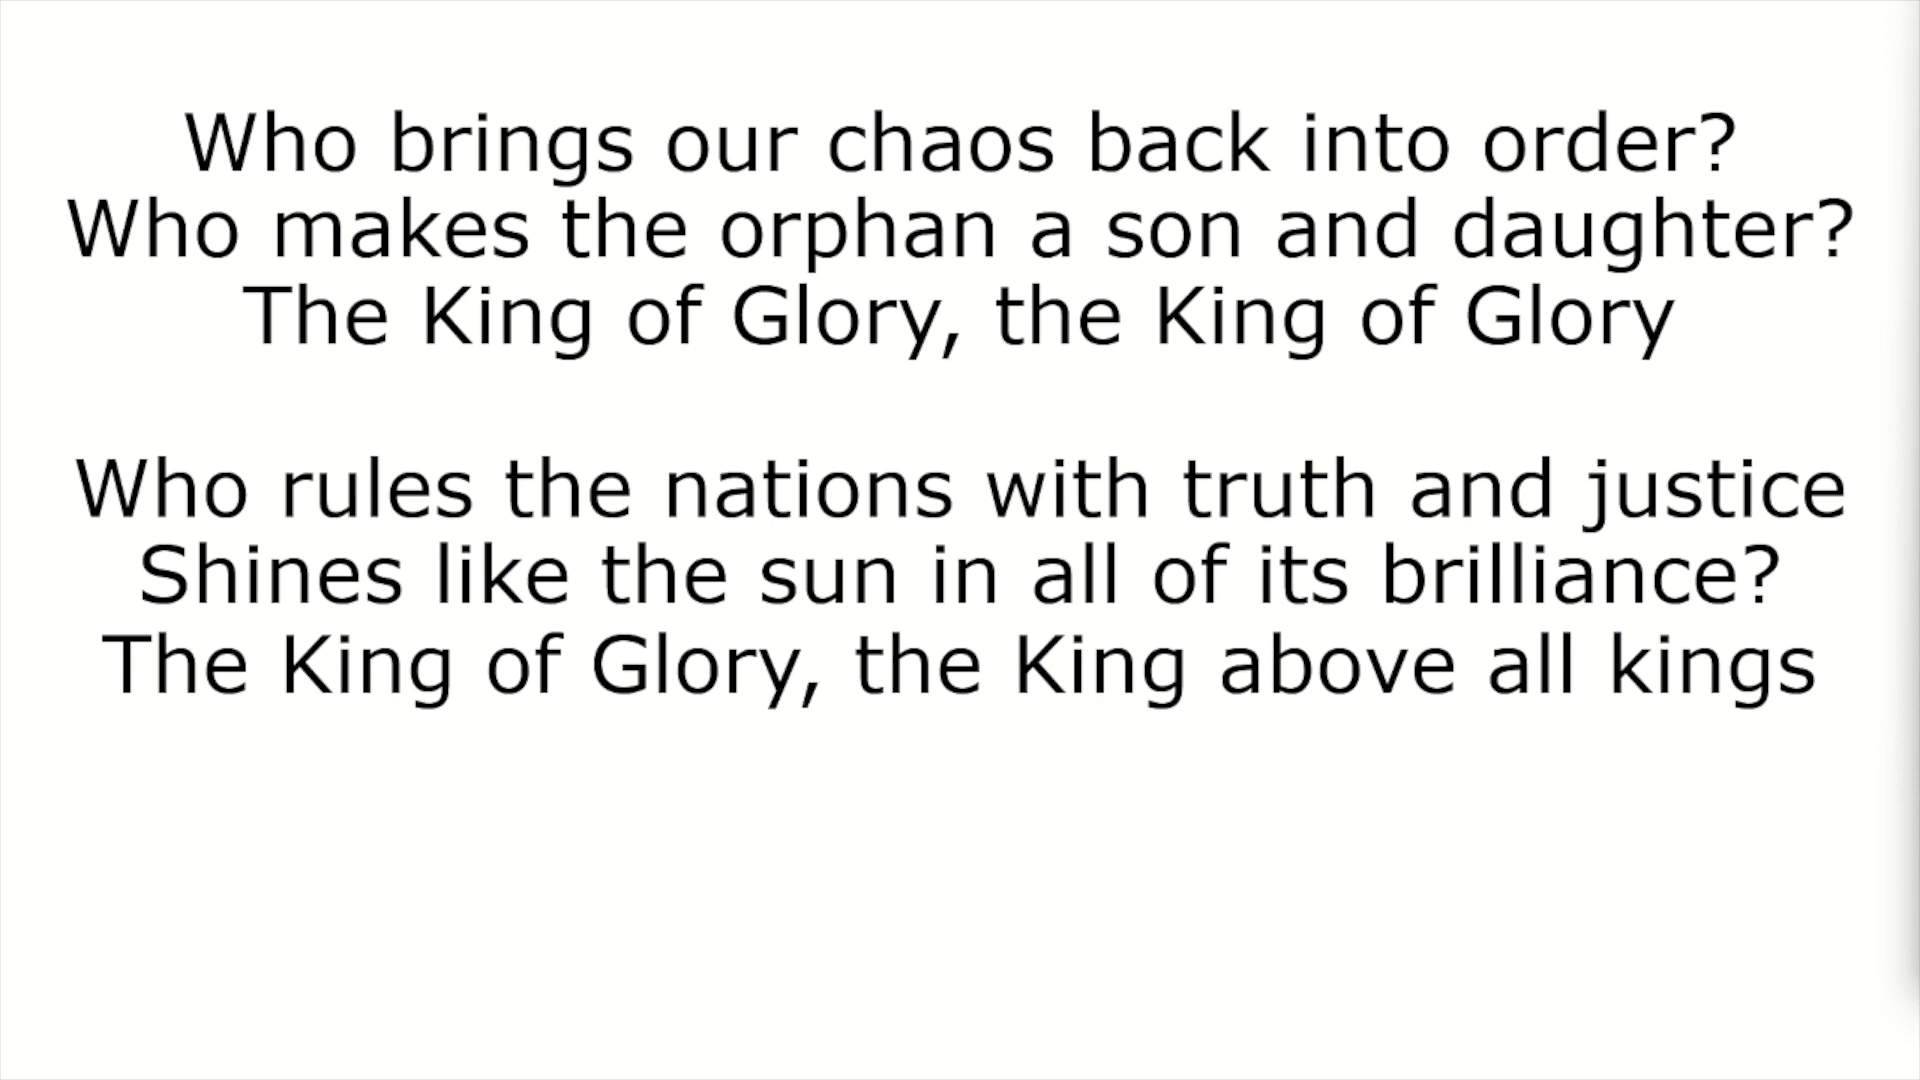 Who brings our chaos back into order?
Who makes the orphan a son and daughter?
The King of Glory, the King of Glory
Who rules the nations with truth and justice
Shines like the sun in all of its brilliance?
The King of Glory, the King above all kings